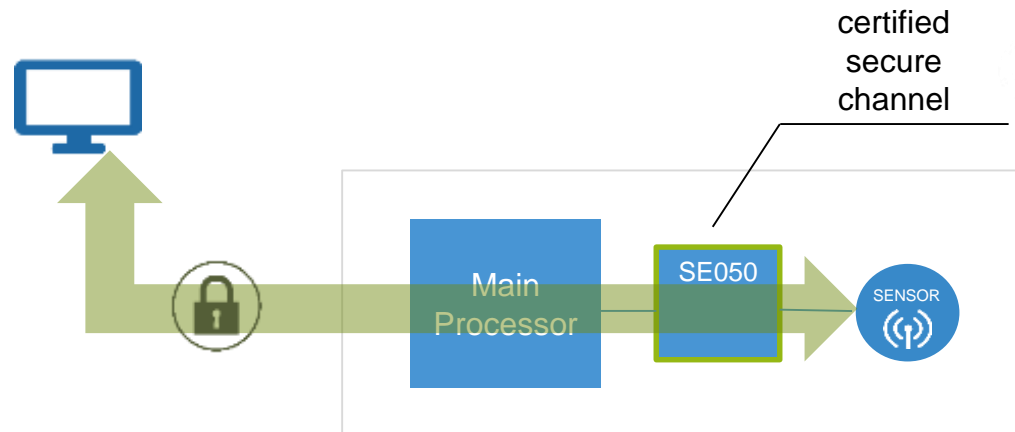 certified
secure
channel
Main
Processor
SE050
SENSOR